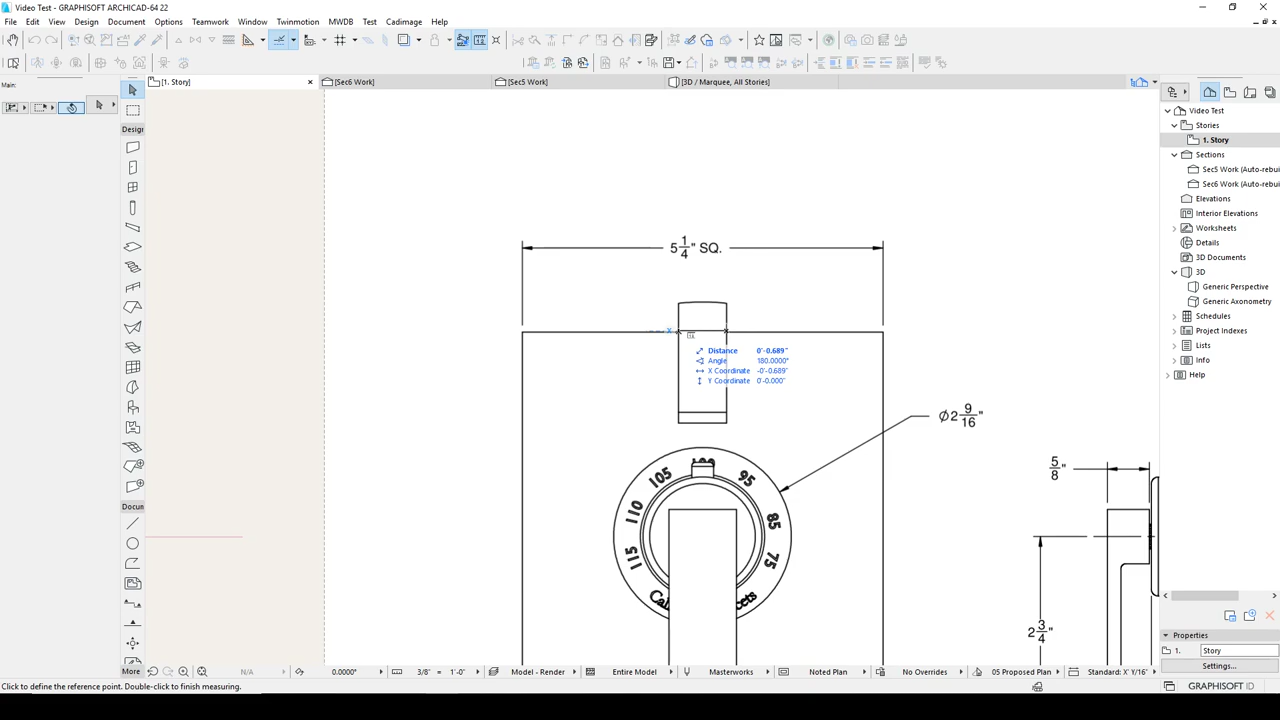 Video Test - GRAPHISOFT ARCHICAD-64 22
File Edit View Design Document Options Teamwork Window Twinmotion MWDB Test Cadimage Help
Main:
[1. Story]
[Sec6 Work]
[Sec5 Work]
[3D / Marquee, All Stories]
Desigr
Docun
More
5 1/4" SQ.
Distance 0'-0.689"
Angle 180.0000°
X Coordinate -0'-0.689"
Y Coordinate 0'-0.000"
Ø2 9/16"
5/8"
2 3/4"
105
100
95
110
85
115
75
Video Test
Stories
1. Story
Sections
Sec5 Work (Auto-rebui
Sec6 Work (Auto-rebui
Elevations
Interior Elevations
Worksheets
Details
3D Documents
3D
Generic Perspective
Generic Axonometry
Schedules
Project Indexes
Lists
Info
Help
Properties
1. Story
Settings...
N/A
0.0000°
3/8" = 1'-0"
Model - Render
Entire Model
Masterworks
Noted Plan
No Overrides
05 Proposed Plan
Standard: X' Y/16"
Click to define the reference point. Double-click to finish measuring.
GRAPHISOFT ID